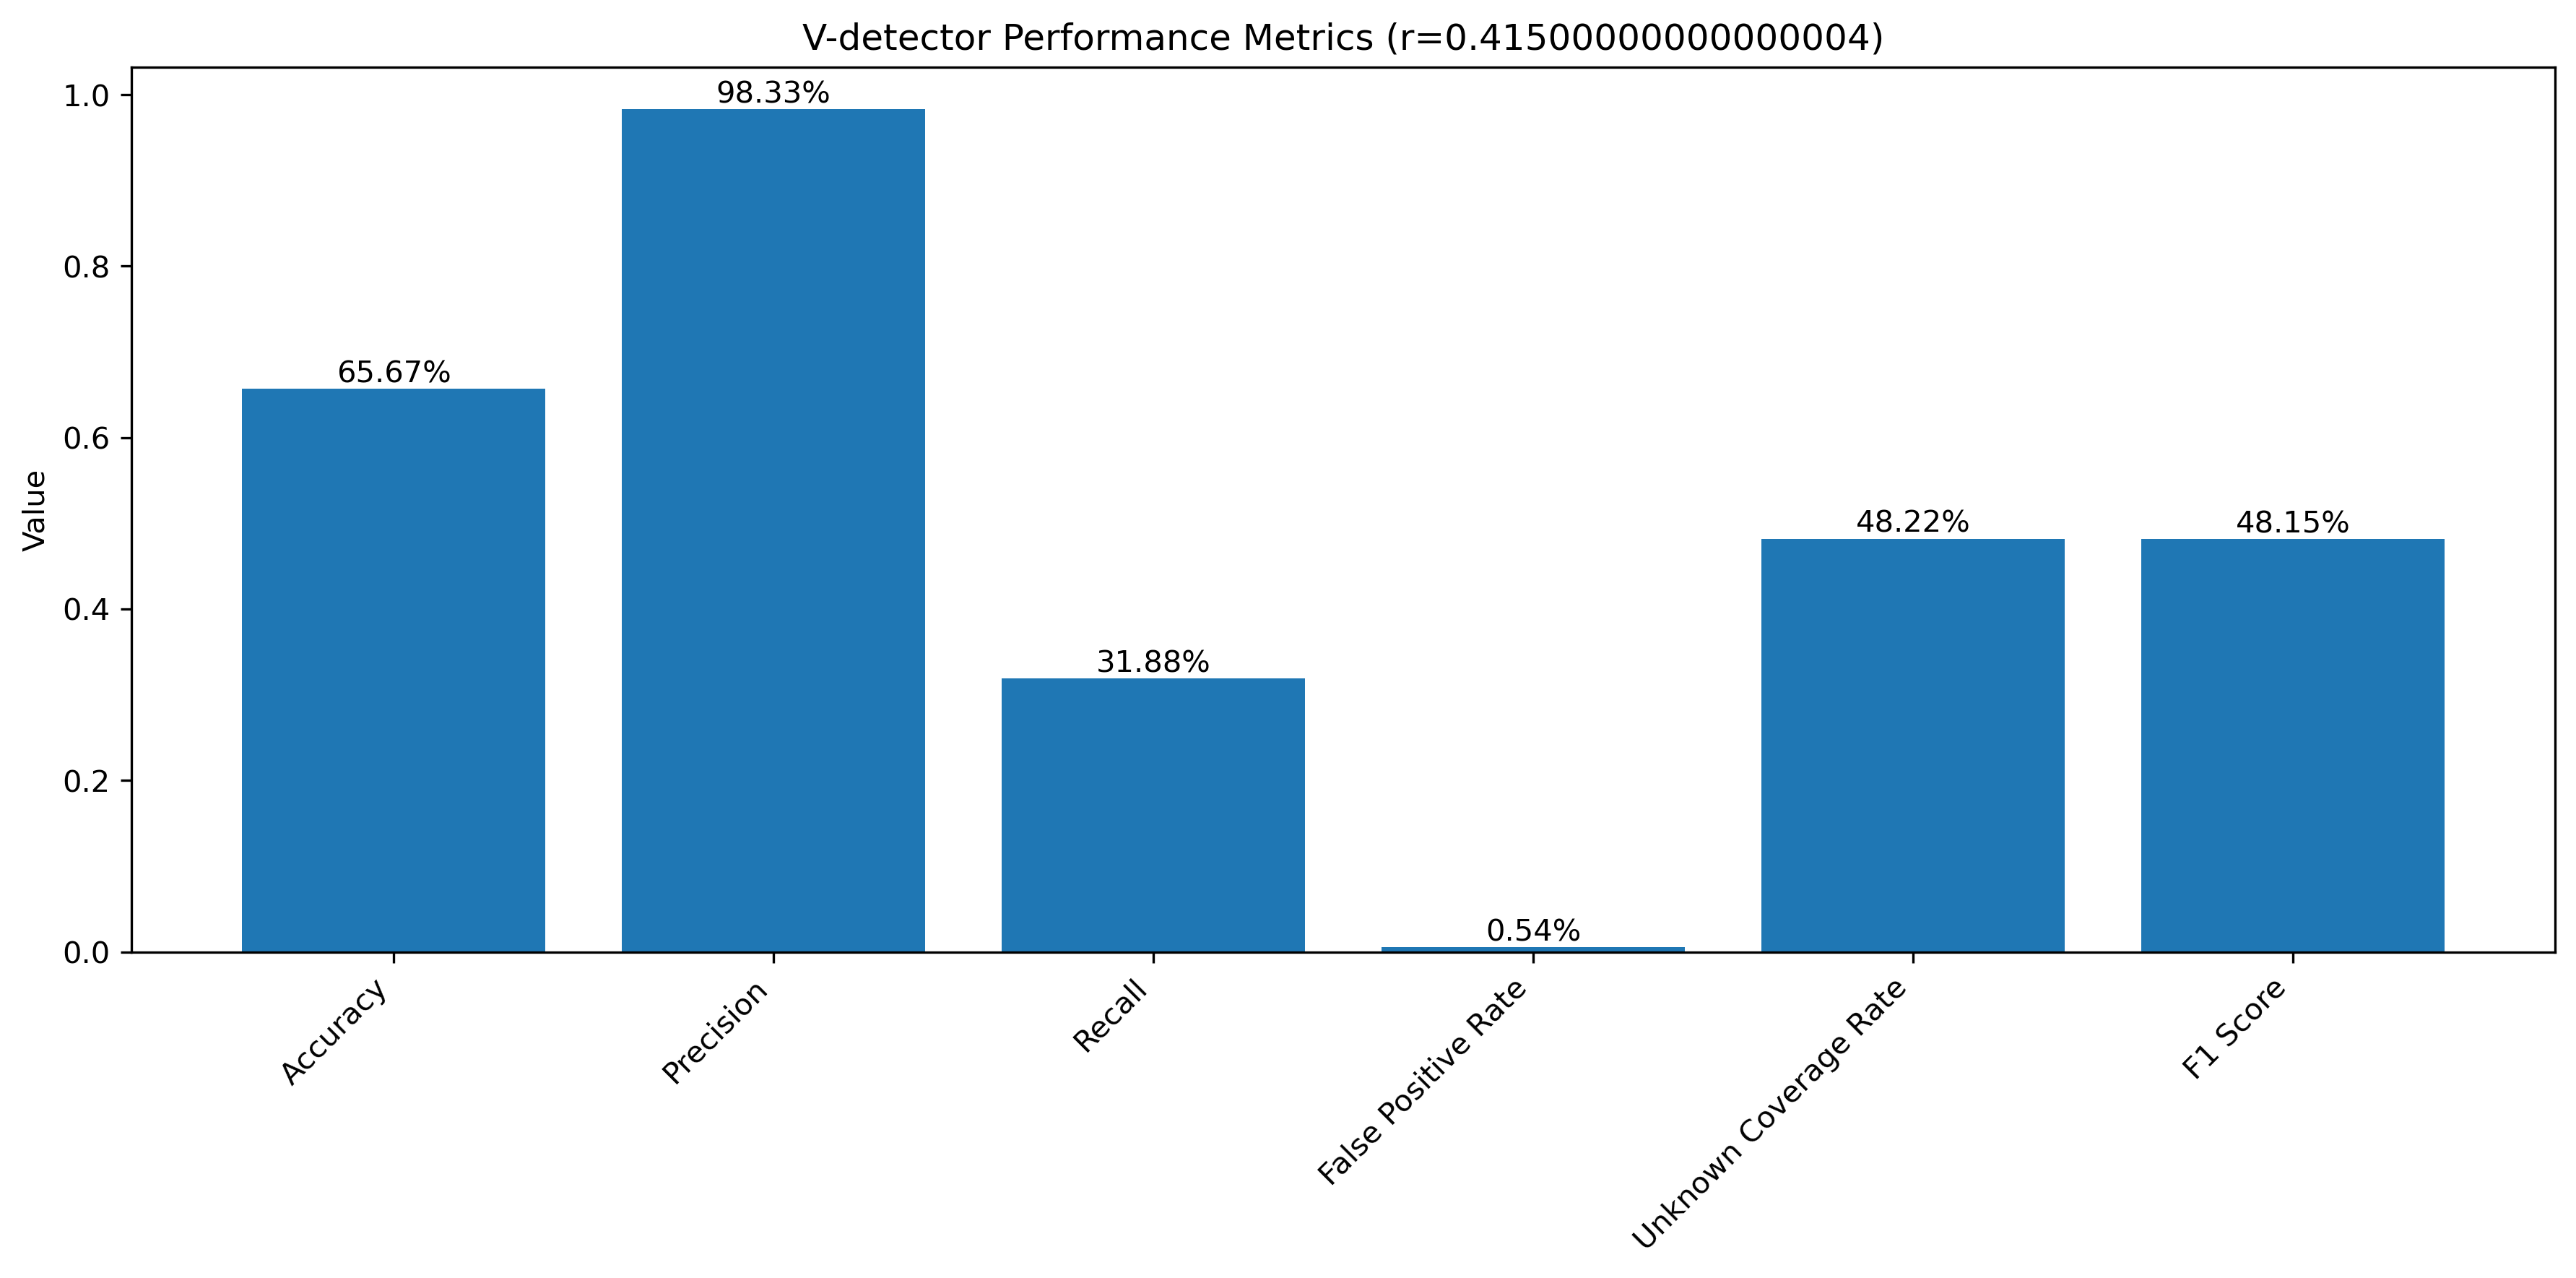 V-detector Performance Metrics (r=0.41500000000000004)
Value
1.0
0.8
0.6
0.4
0.2
0.0
65.67%
98.33%
31.88%
0.54%
48.22%
48.15%
Accuracy
Precision
Recall
False Positive Rate
Unknown Coverage Rate
F1 Score